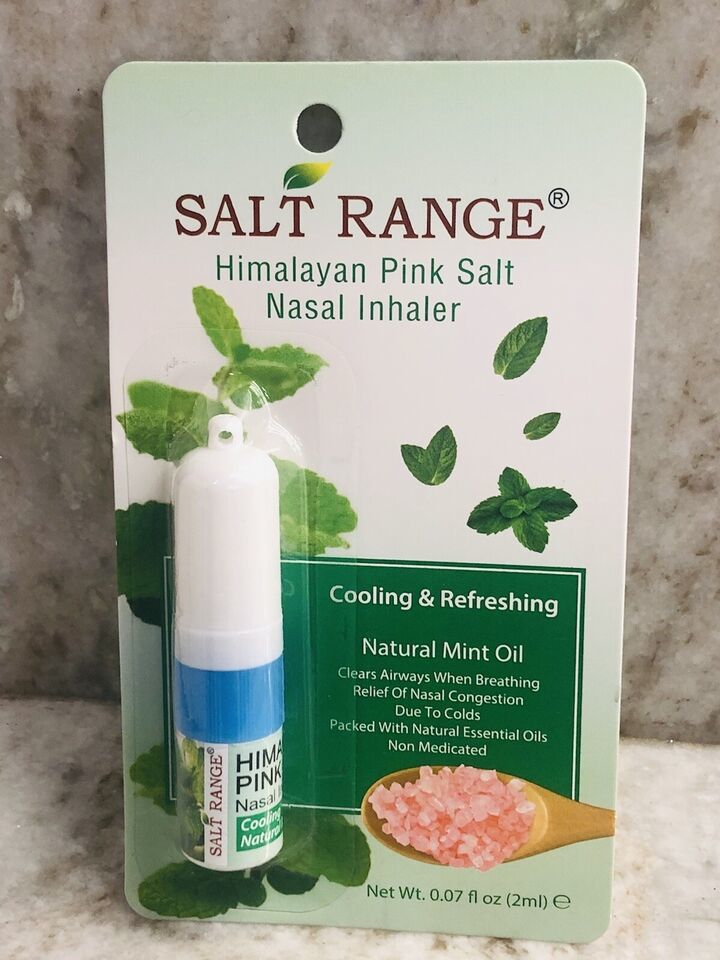 SALT RANGE®
Himalayan Pink Salt
Nasal Inhaler
Cooling & Refreshing
Natural Mint Oil
Clears Airways When Breathing
Relief Of Nasal Congestion
Due To Colds
Packed With Natural Essential Oils
Non Medicated
Net Wt. 0.07 fl oz (2ml) ℮
SALT RANGE®
HIMA
PINK
Nasal
Cooling
Natural